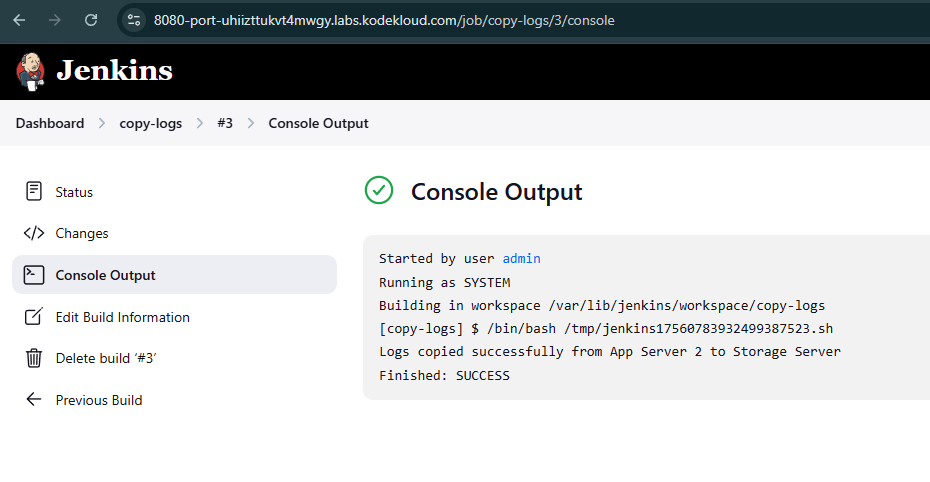 8080-port-uhiizttukvt4mwgy.labs.kodekloud.com/job/copy-logs/3/console
Jenkins
Dashboard > copy-logs > #3 > Console Output
Status
Changes
Console Output
Edit Build Information
Delete build ‘#3’
Previous Build
Console Output
Started by user admin
Running as SYSTEM
Building in workspace /var/lib/jenkins/workspace/copy-logs
[copy-logs] $ /bin/bash /tmp/jenkins17560783932499387523.sh
Logs copied successfully from App Server 2 to Storage Server
Finished: SUCCESS